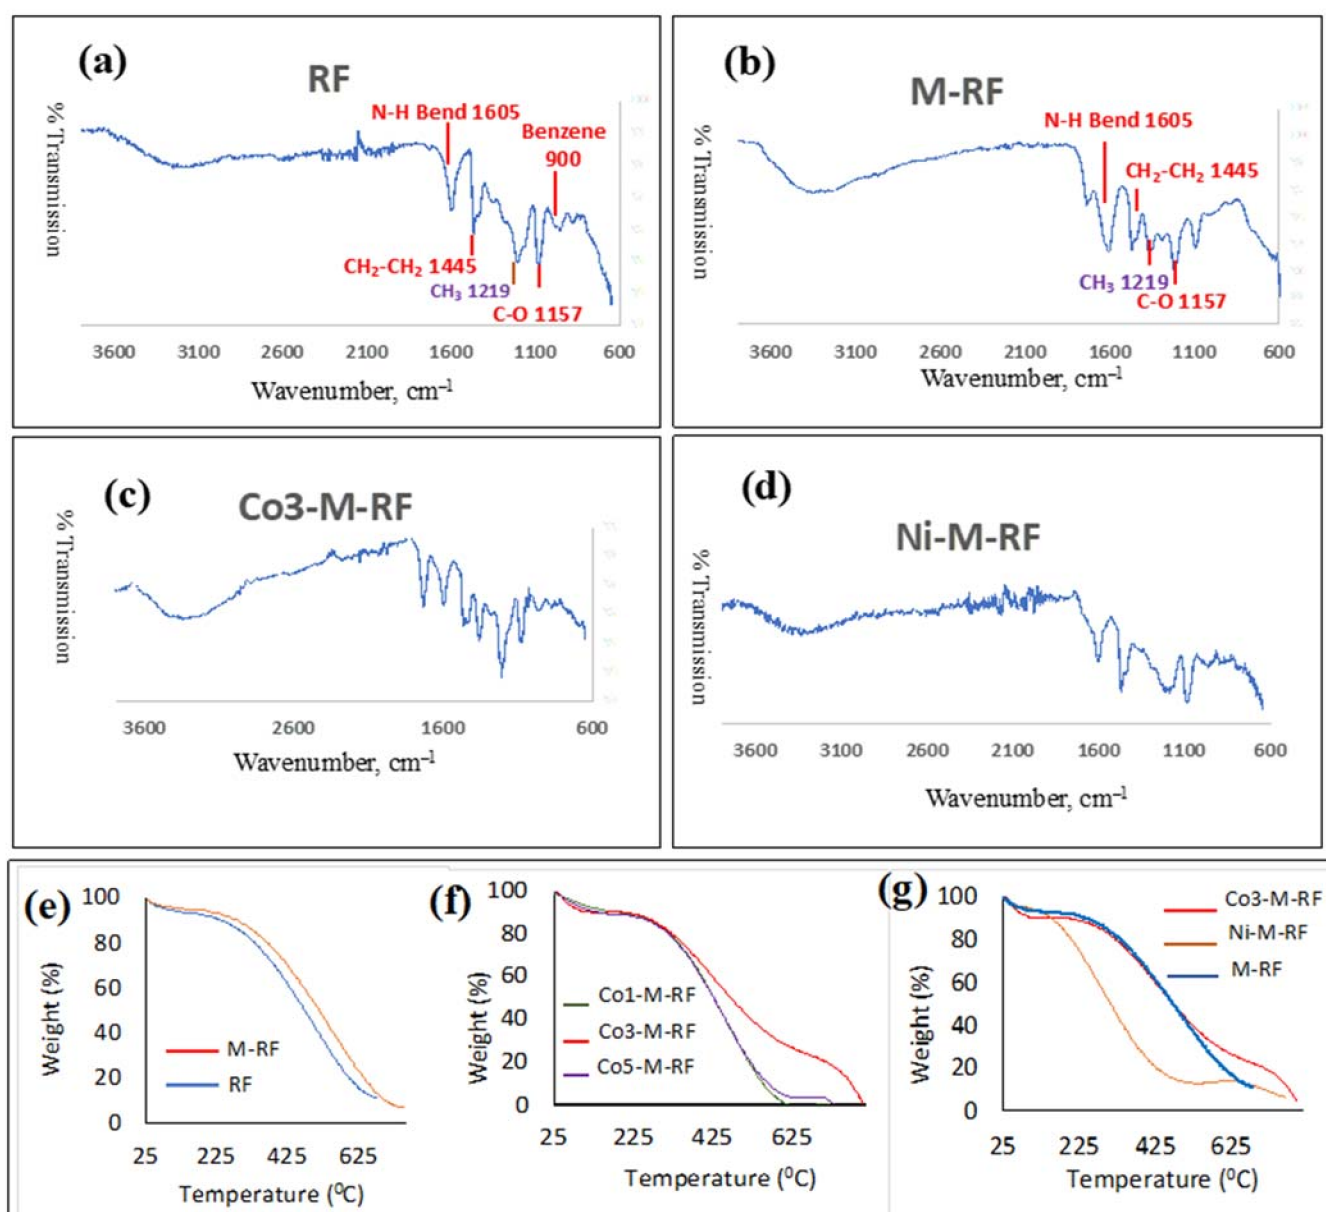 (a)
RF
% Transmission
N-H Bend 1605
Benzene
900
CH₂-CH₂ 1445
CH₃ 1219
C-O 1157
3600 3100 2600 2100 1600 1100 600
Wavenumber, cm⁻¹
(b)
M-RF
% Transmission
N-H Bend 1605
CH₂-CH₂ 1445
CH₃ 1219
C-O 1157
3600 3100 2600 2100 1600 1100 600
Wavenumber, cm⁻¹
(c)
Co3-M-RF
% Transmission
3600 2600 1600 600
Wavenumber, cm⁻¹
(d)
Ni-M-RF
% Transmission
3600 3100 2600 2100 1600 1100 600
Wavenumber, cm⁻¹
(e)
Weight (%)
100
80
60
40
20
0
M-RF
RF
25 225 425 625
Temperature (⁰C)
(f)
Weight (%)
100
80
60
40
20
0
Co1-M-RF
Co3-M-RF
Co5-M-RF
25 225 425 625
Temperature (⁰C)
(g)
Weight (%)
100
80
60
40
20
0
Co3-M-RF
Ni-M-RF
M-RF
25 225 425 625
Temperature (⁰C)